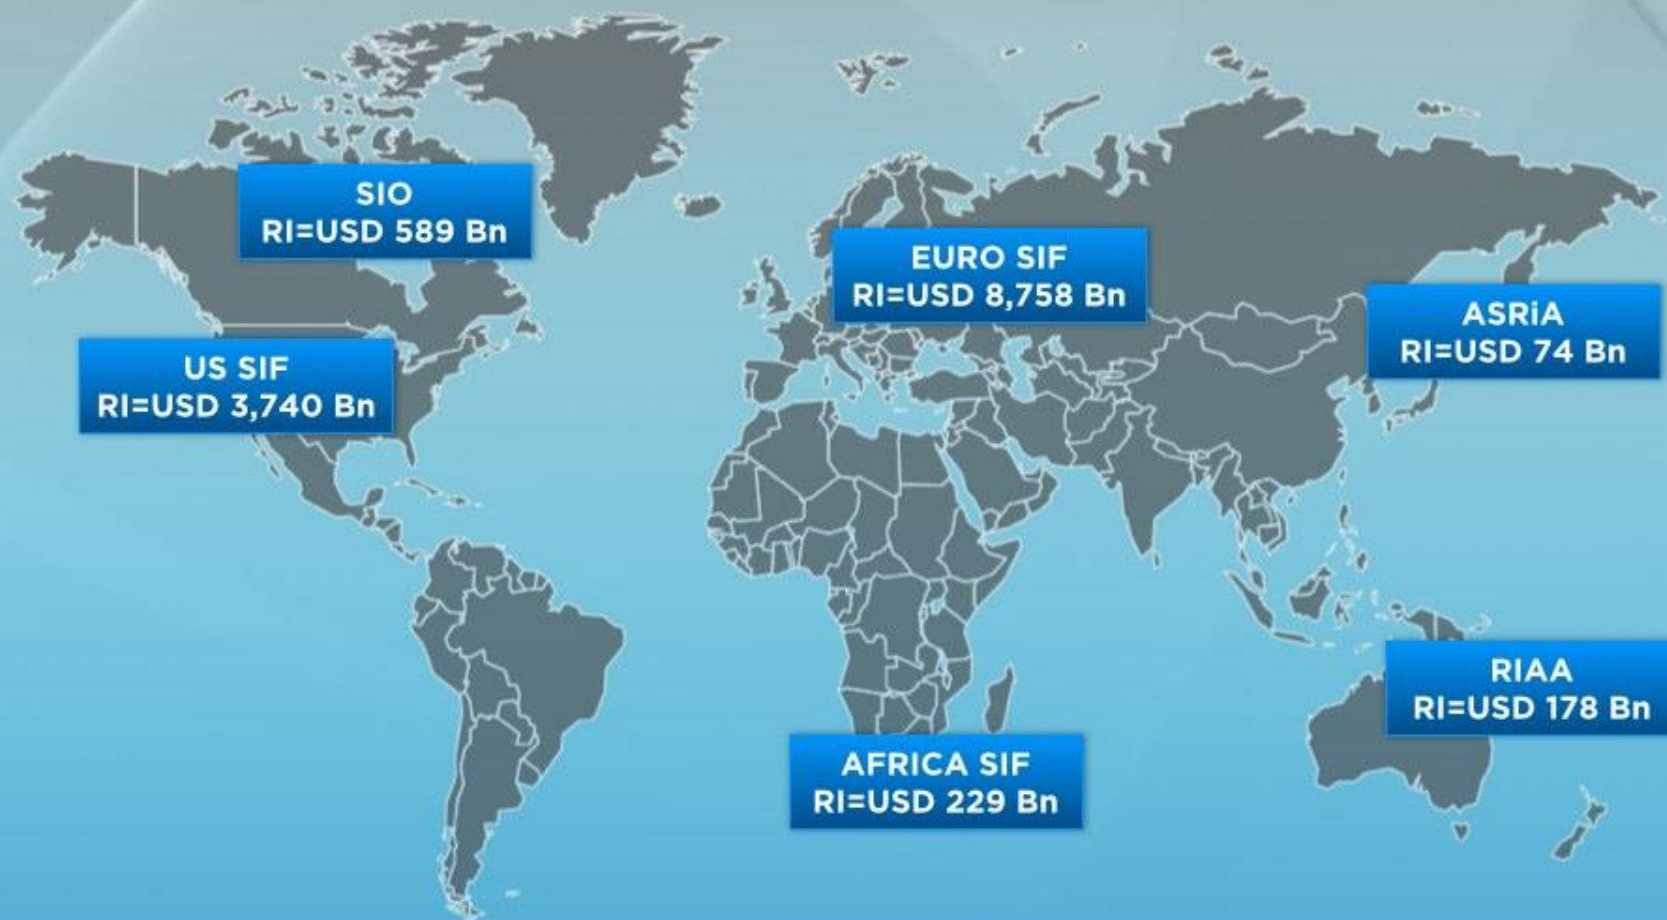 SIO
RI=USD 589 Bn
EURO SIF
RI=USD 8,758 Bn
ASRiA
RI=USD 74 Bn
US SIF
RI=USD 3,740 Bn
RIAA
RI=USD 178 Bn
AFRICA SIF
RI=USD 229 Bn